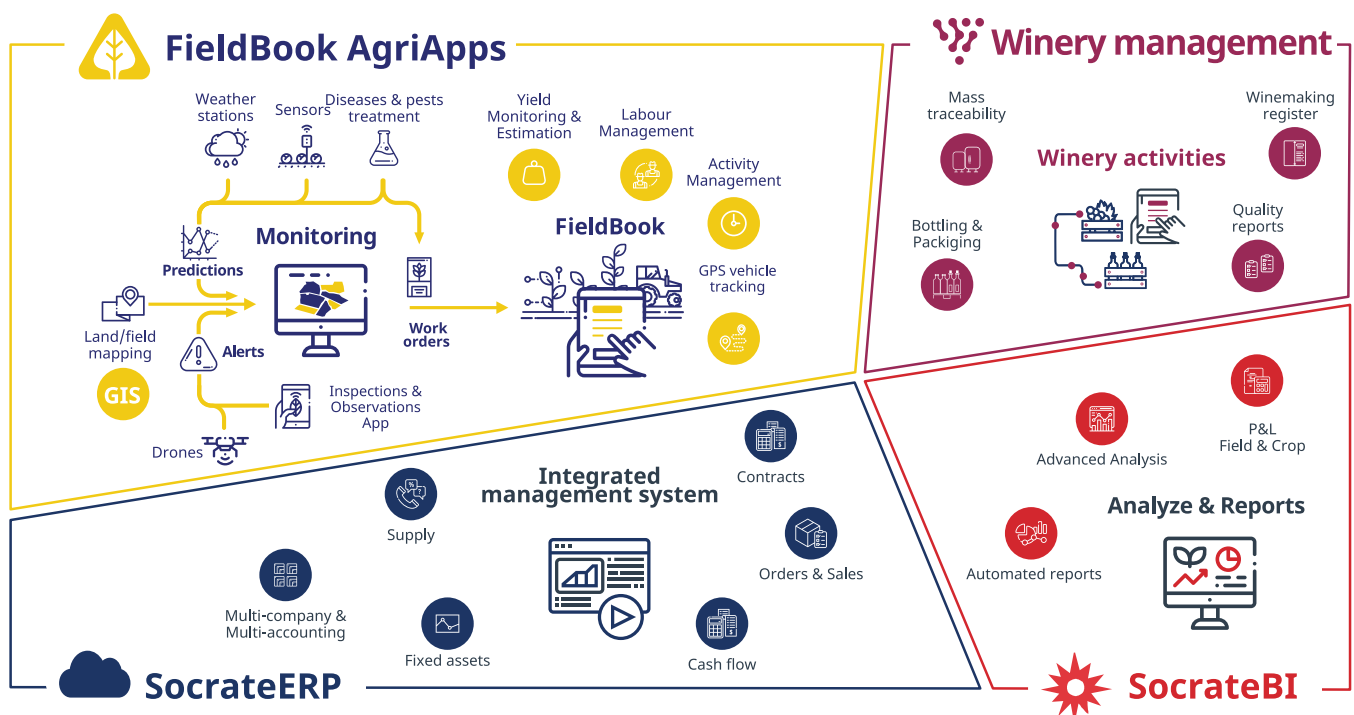 FieldBook AgriApps
Weather
stations
Sensors
Diseases & pests
treatment
Yield
Monitoring &
Estimation
Labour
Management
Activity
Management
Monitoring
FieldBook
Predictions
GPS vehicle
tracking
Land/field
mapping
Alerts
Work
orders
GIS
Inspections &
Observations
App
Drones
Winery management
Mass
traceability
Winemaking
register
Winery activities
Bottling &
Packiging
Quality
reports
Integrated
management system
Contracts
Supply
%
?
$
Orders & Sales
Multi-company &
Multi-accounting
Fixed assets
$
Cash flow
SocrateERP
P&L
Field & Crop
Advanced Analysis
Analyze & Reports
Automated reports
SocrateBI